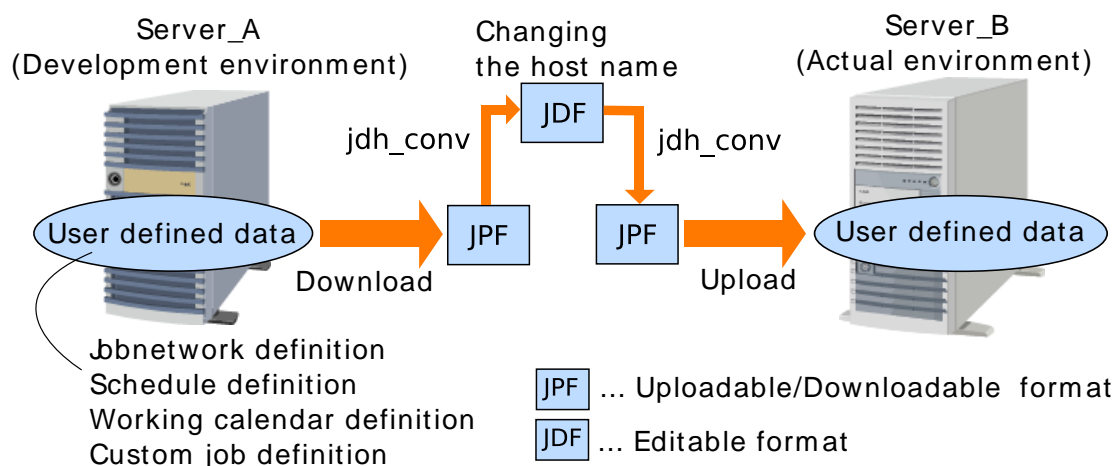 Server_A
(Development environment)
Changing
the host name
Server_B
(Actual environment)
JDF
jdh_conv
jdh_conv
User defined data
JPF
JPF
User defined data
Download
Upload
Jobnetwork definition
Schedule definition
Working calendar definition
Custom job definition
JPF ... Uploadable/Downloadable format
JDF ... Editable format